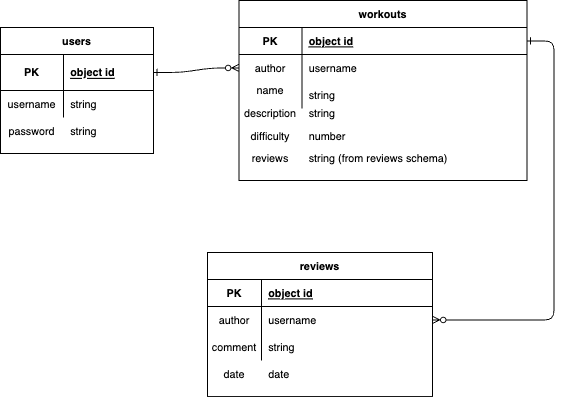 users
PK object id
username string
password string
workouts
PK object id
author username
name string
description string
difficulty number
reviews string (from reviews schema)
reviews
PK object id
author username
comment string
date date